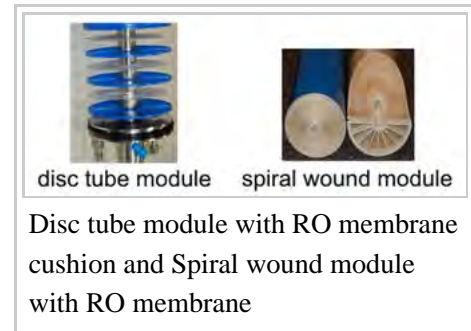 disc tube module spiral wound module
Disc tube module with RO membrane
cushion and Spiral wound module
with RO membrane